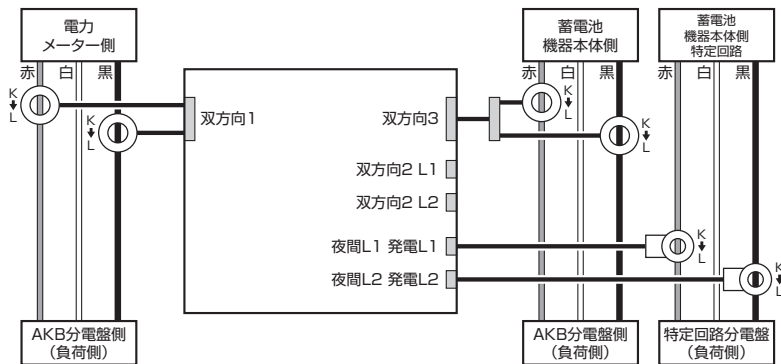 電力
メーター側
蓄電池
機器本体側
蓄電池
機器本体側
特定回路
赤 白 黒
赤 白 黒
赤 白 黒
K
L
K
L
双方向1
双方向3
K
L
K
L
双方向2 L1
双方向2 L2
夜間L1 発電L1
K
L
夜間L2 発電L2
K
L
AKB分電盤側
(負荷側)
AKB分電盤側
(負荷側)
特定回路分電盤
(負荷側)